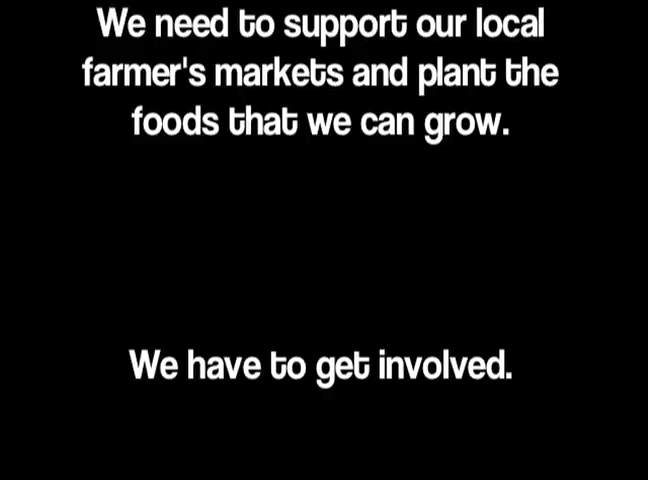 We need to support our local
farmer's markets and plant the
foods that we can grow.
We have to get involved.